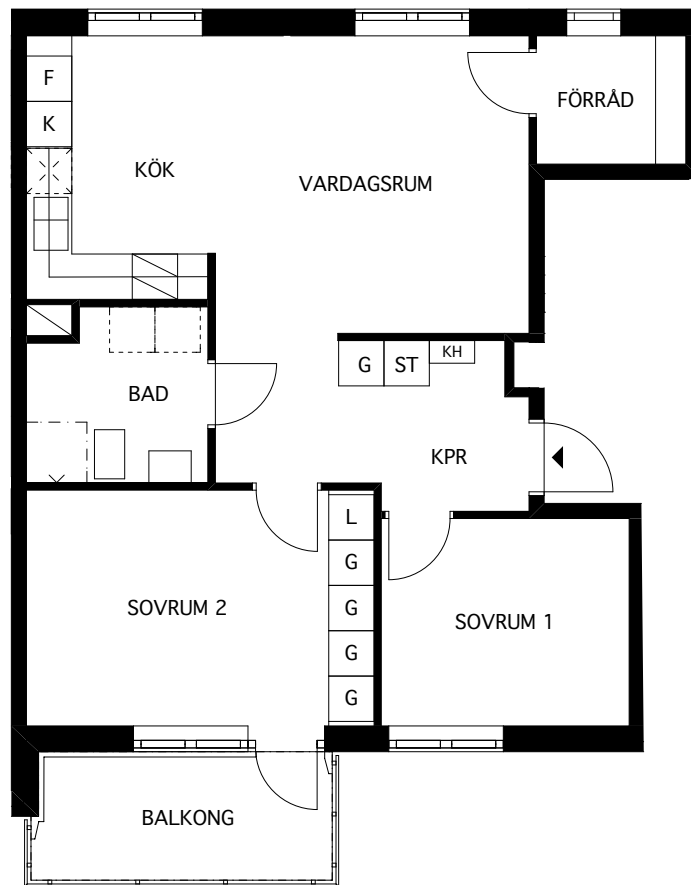 F
K
KÖK
VARDAGSRUM
FÖRRÅD
G
ST
KH
BAD
KPR
L
G
G
G
G
SOVRUM 2
SOVRUM 1
BALKONG